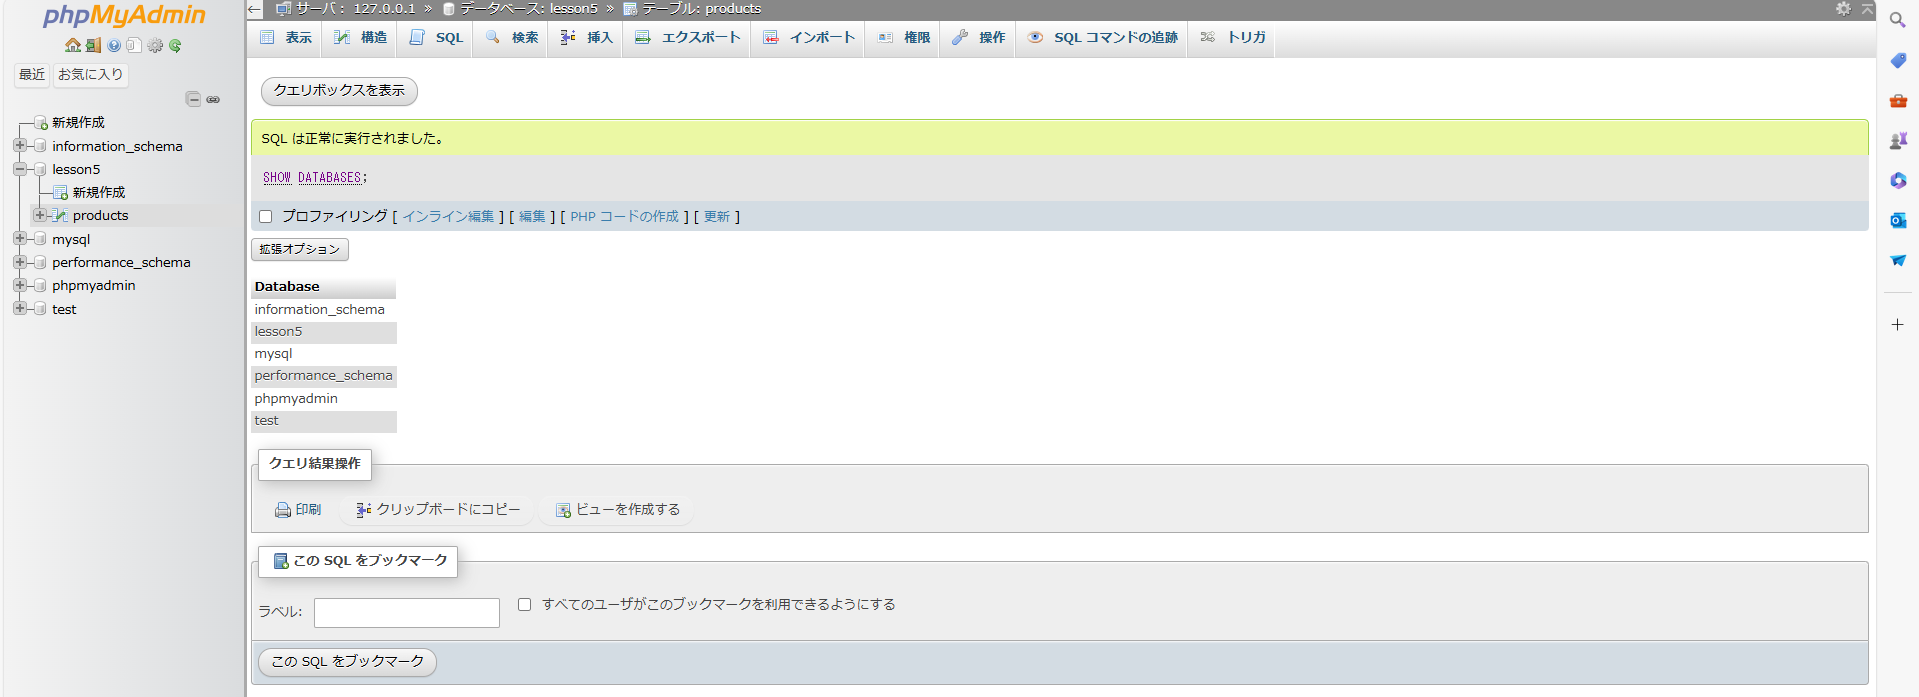 phpMyAdmin
最近 お気に入り
新規作成
information_schema
lesson5
新規作成
products
mysql
performance_schema
phpmyadmin
test
サーバ: 127.0.0.1 » データベース: lesson5 » テーブル: products
表示 構造 SQL 検索 挿入 エクスポート インポート 権限 操作 SQL コマンドの追跡 トリガ
クエリボックスを表示
SQL は正常に実行されました。
SHOW DATABASES;
プロファイリング [ インライン編集 ] [ 編集 ] [ PHP コードの作成 ] [ 更新 ]
拡張オプション
Database
information_schema
lesson5
mysql
performance_schema
phpmyadmin
test
クエリ結果操作
印刷 クリップボードにコピー ビューを作成する
この SQL をブックマーク
ラベル: すべてのユーザがこのブックマークを利用できるようにする
この SQL をブックマーク